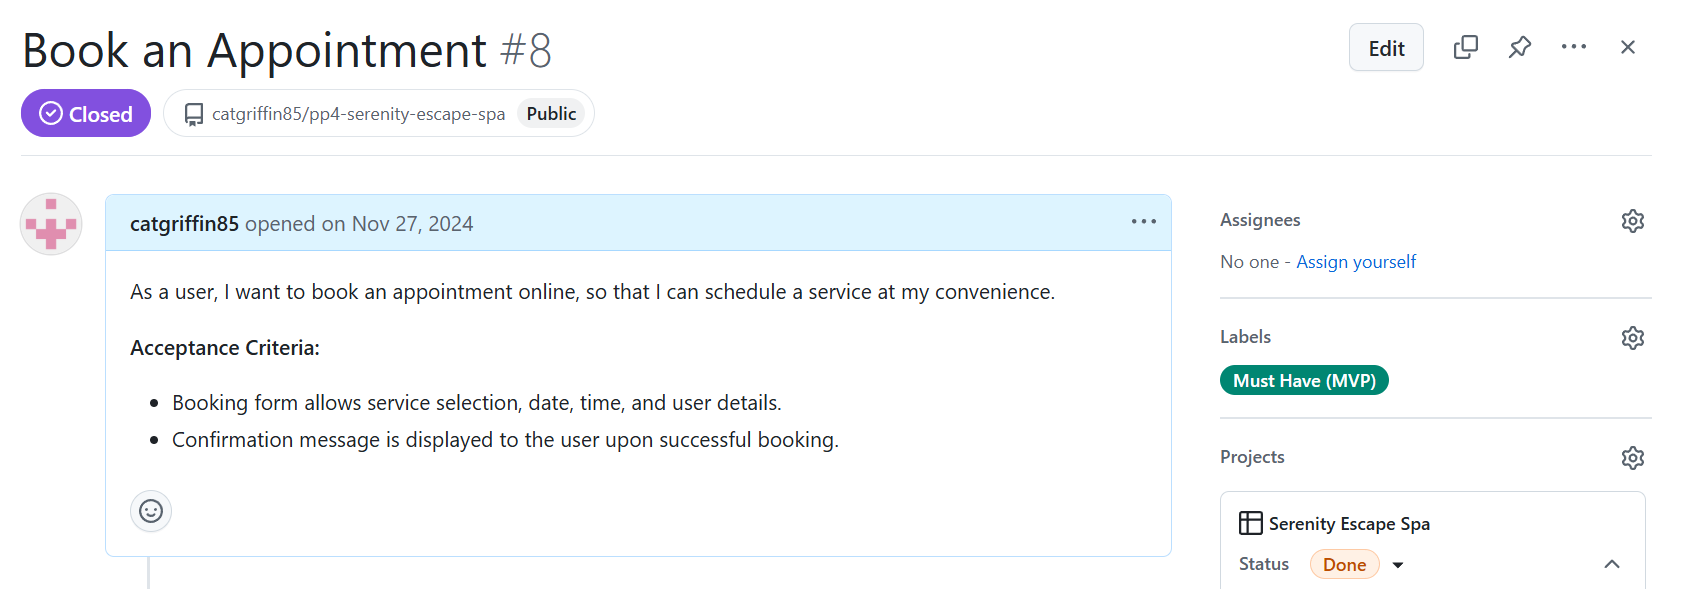 Book an Appointment #8
Edit
Closed
catgriffin85/pp4-serenity-escape-spa Public
catgriffin85 opened on Nov 27, 2024
As a user, I want to book an appointment online, so that I can schedule a service at my convenience.
Acceptance Criteria:
Booking form allows service selection, date, time, and user details.
Confirmation message is displayed to the user upon successful booking.
Assignees
No one - Assign yourself
Labels
Must Have (MVP)
Projects
Serenity Escape Spa
Status Done